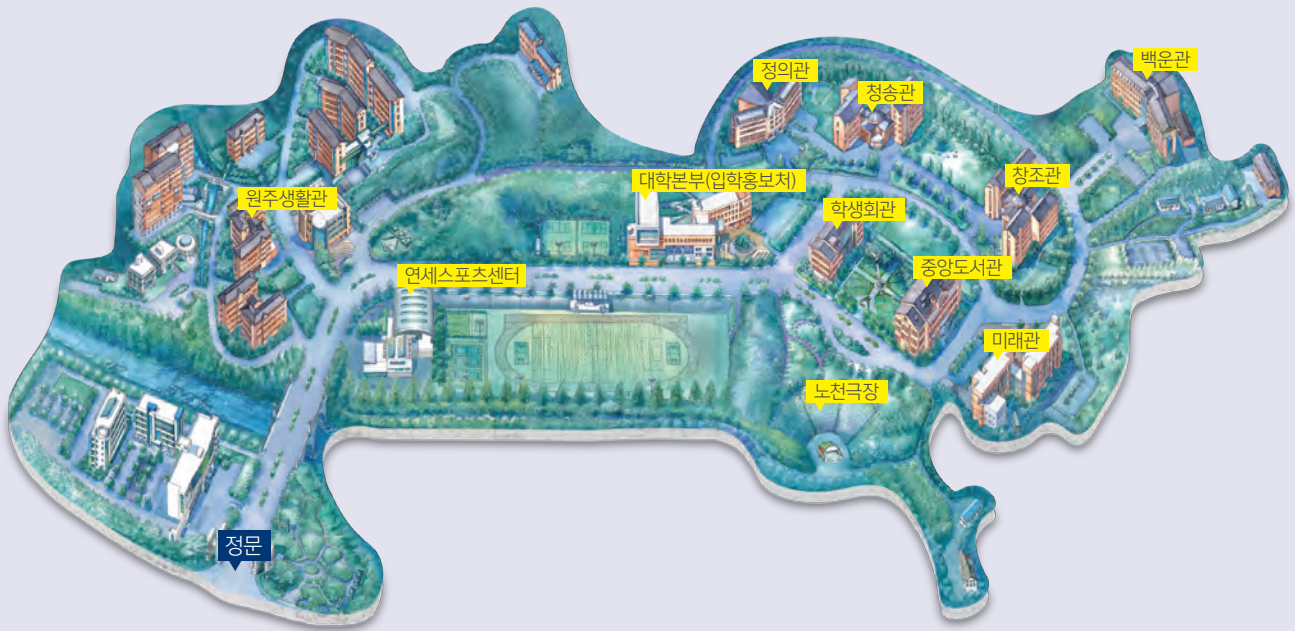 백운관
정의관
청송관
창조관
대학본부(입학홍보처)
원주생활관
학생회관
중앙도서관
연세스포츠센터
미래관
노천극장
정문